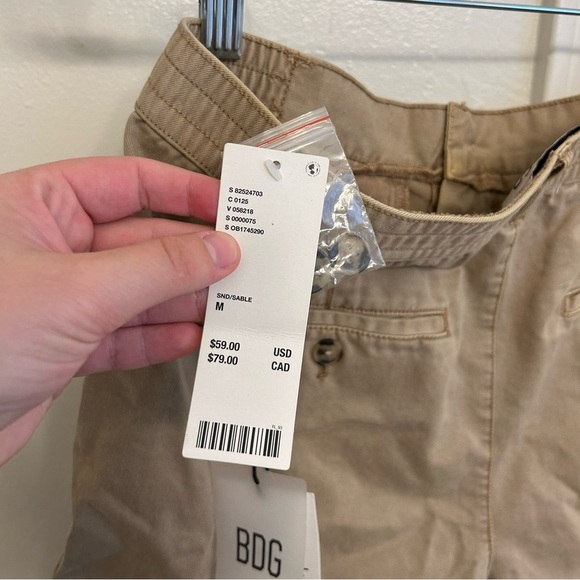 S 82524703
C 0125
V 058218
S 0000075
S OB1745290
SND/SABLE
M
$59.00 USD
$79.00 CAD
BDG